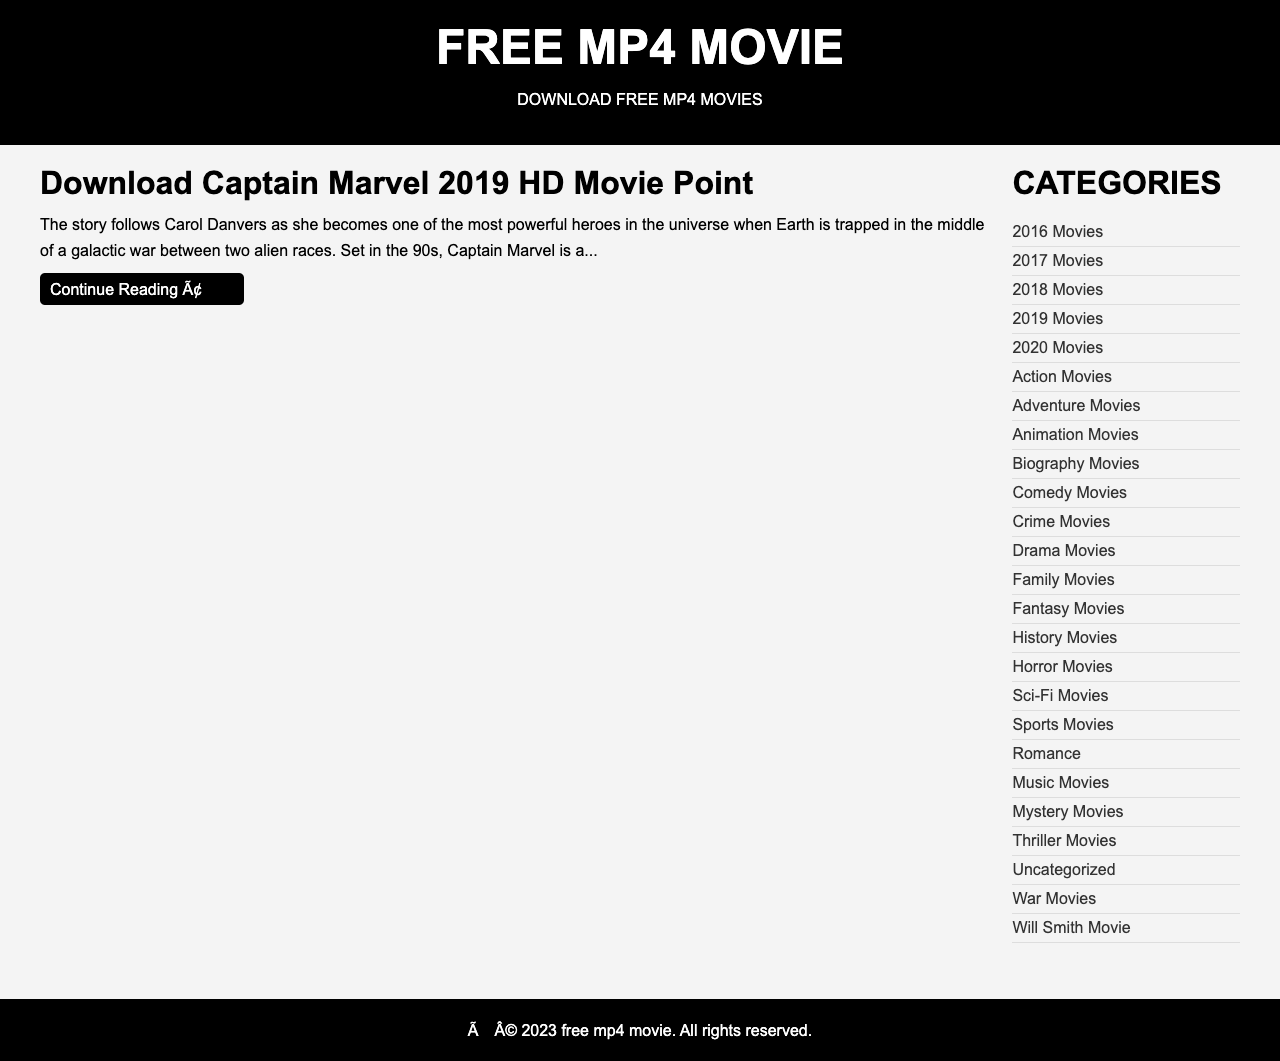 FREE MP4 MOVIE
DOWNLOAD FREE MP4 MOVIES
Download Captain Marvel 2019 HD Movie Point
The story follows Carol Danvers as she becomes one of the most powerful heroes in the universe when Earth is trapped in the middle
of a galactic war between two alien races. Set in the 90s, Captain Marvel is a...
Continue Reading Ã¢
CATEGORIES
2016 Movies
2017 Movies
2018 Movies
2019 Movies
2020 Movies
Action Movies
Adventure Movies
Animation Movies
Biography Movies
Comedy Movies
Crime Movies
Drama Movies
Family Movies
Fantasy Movies
History Movies
Horror Movies
Sci-Fi Movies
Sports Movies
Romance
Music Movies
Mystery Movies
Thriller Movies
Uncategorized
War Movies
Will Smith Movie
Ã Â© 2023 free mp4 movie. All rights reserved.